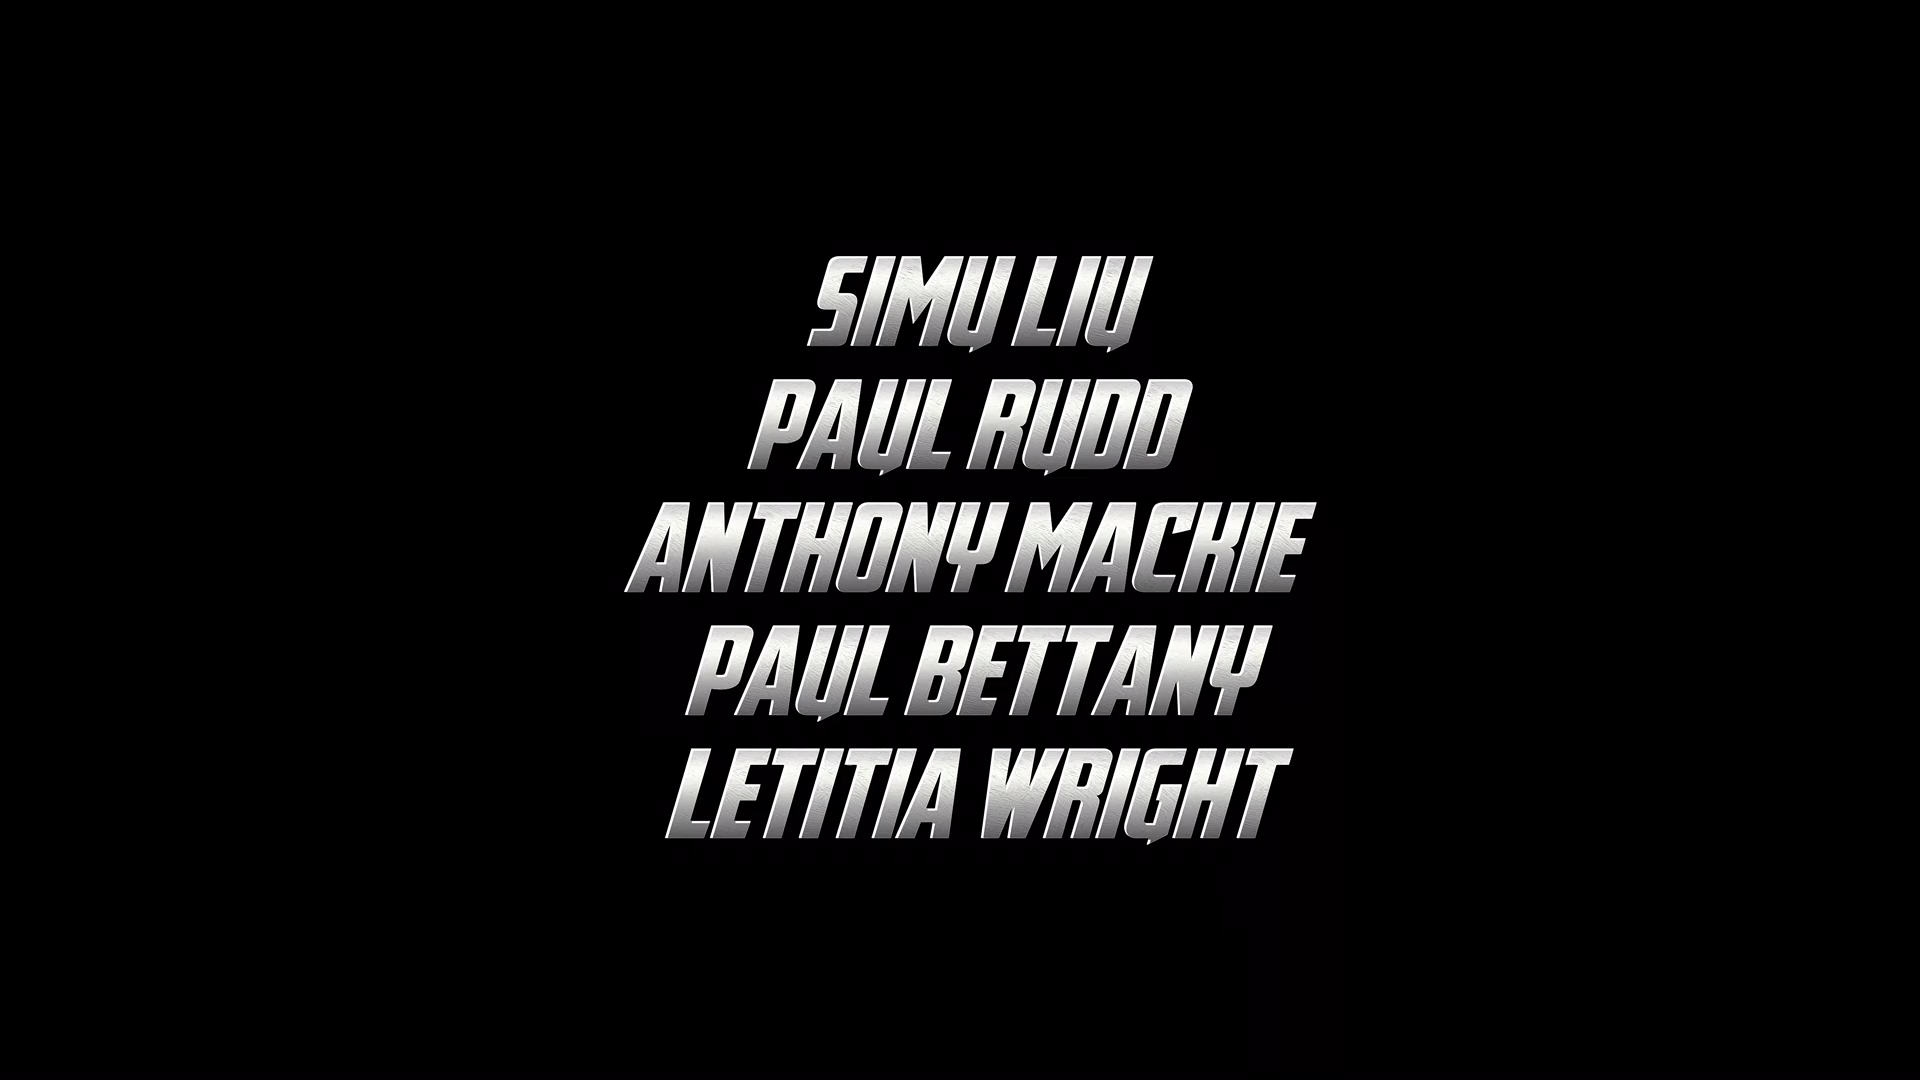 SIMU LIU
PAUL RUDD
ANTHONY MACKIE
PAUL BETTANY
LETITIA WRIGHT